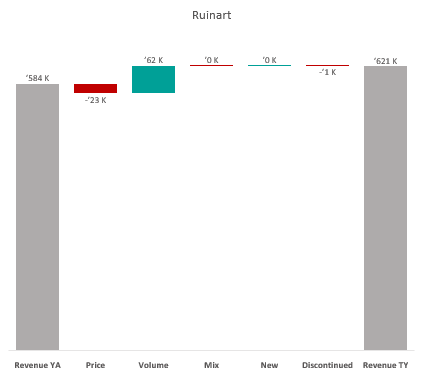 Ruinart
'584 K
-'23 K
'62 K
'0 K
'0 K
-'1 K
'621 K
Revenue YA
Price
Volume
Mix
New
Discontinued
Revenue TY